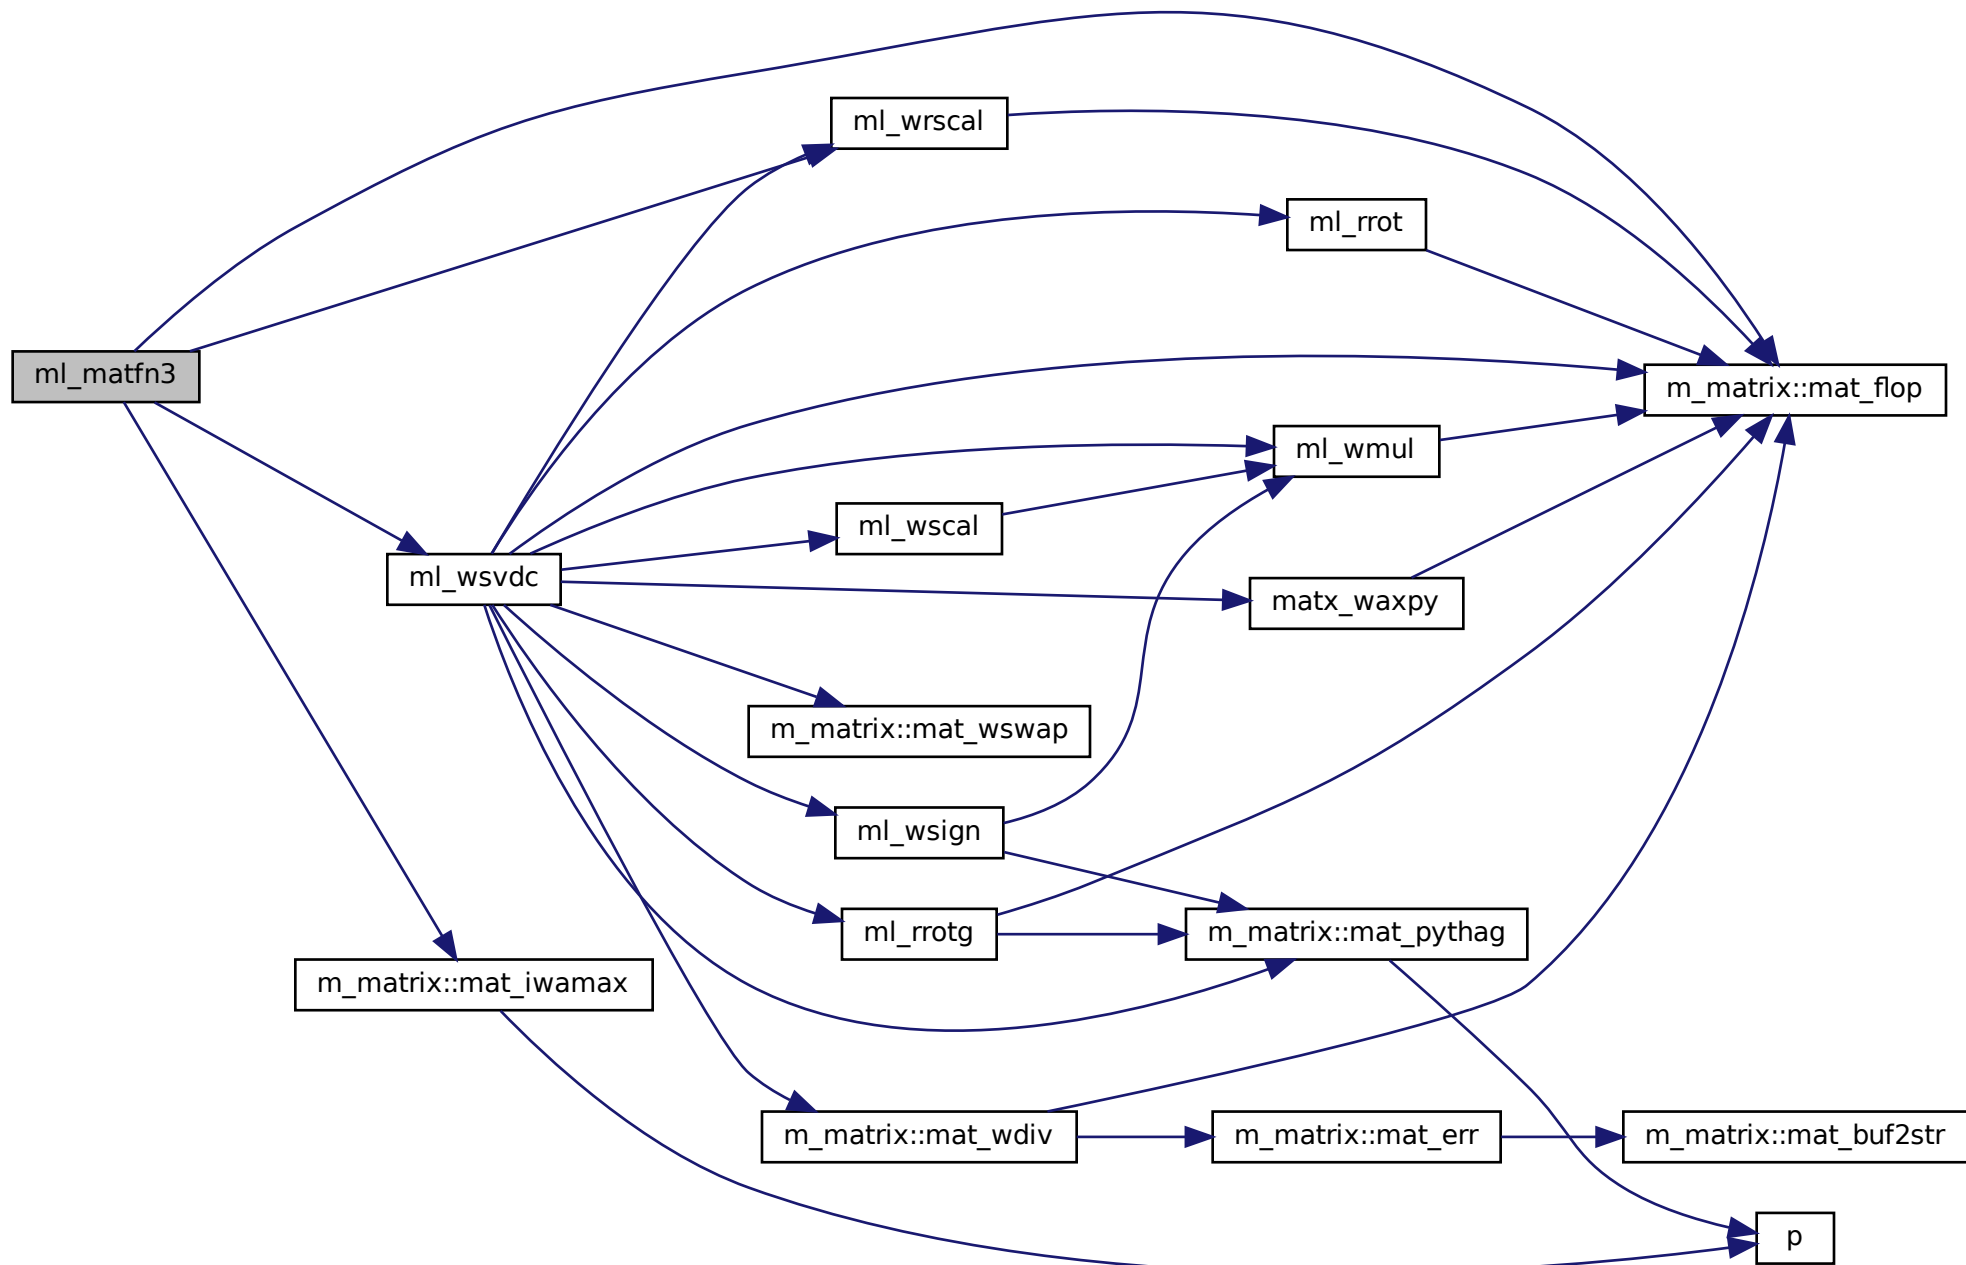 ml_wrscal
ml_rrot
ml_matfn3
m_matrix::mat_flop
ml_wmul
ml_wscal
ml_wsvdc
matx_waxpy
m_matrix::mat_wswap
ml_wsign
ml_rrotg
m_matrix::mat_pythag
m_matrix::mat_iwamax
m_matrix::mat_wdiv
m_matrix::mat_err
m_matrix::mat_buf2str
p